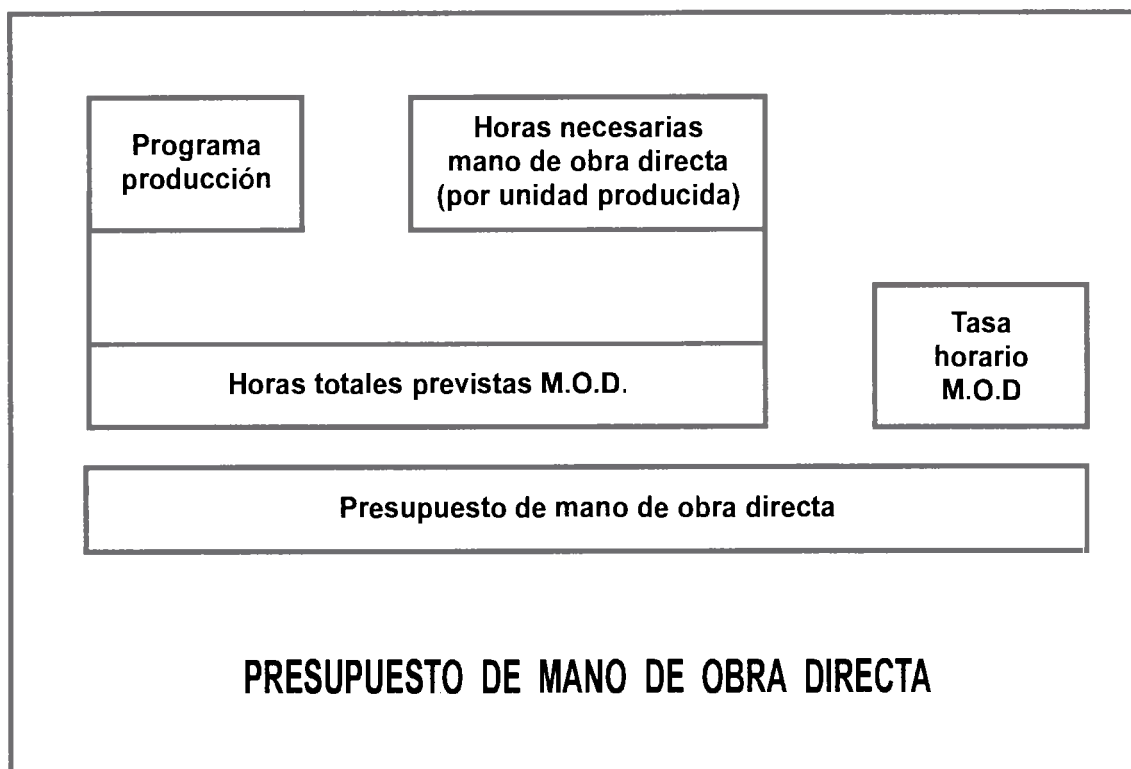 Programa
producción
Horas necesarias
mano de obra directa
(por unidad producida)
Horas totales previstas M.O.D.
Tasa
horario
M.O.D
Presupuesto de mano de obra directa
PRESUPUESTO DE MANO DE OBRA DIRECTA